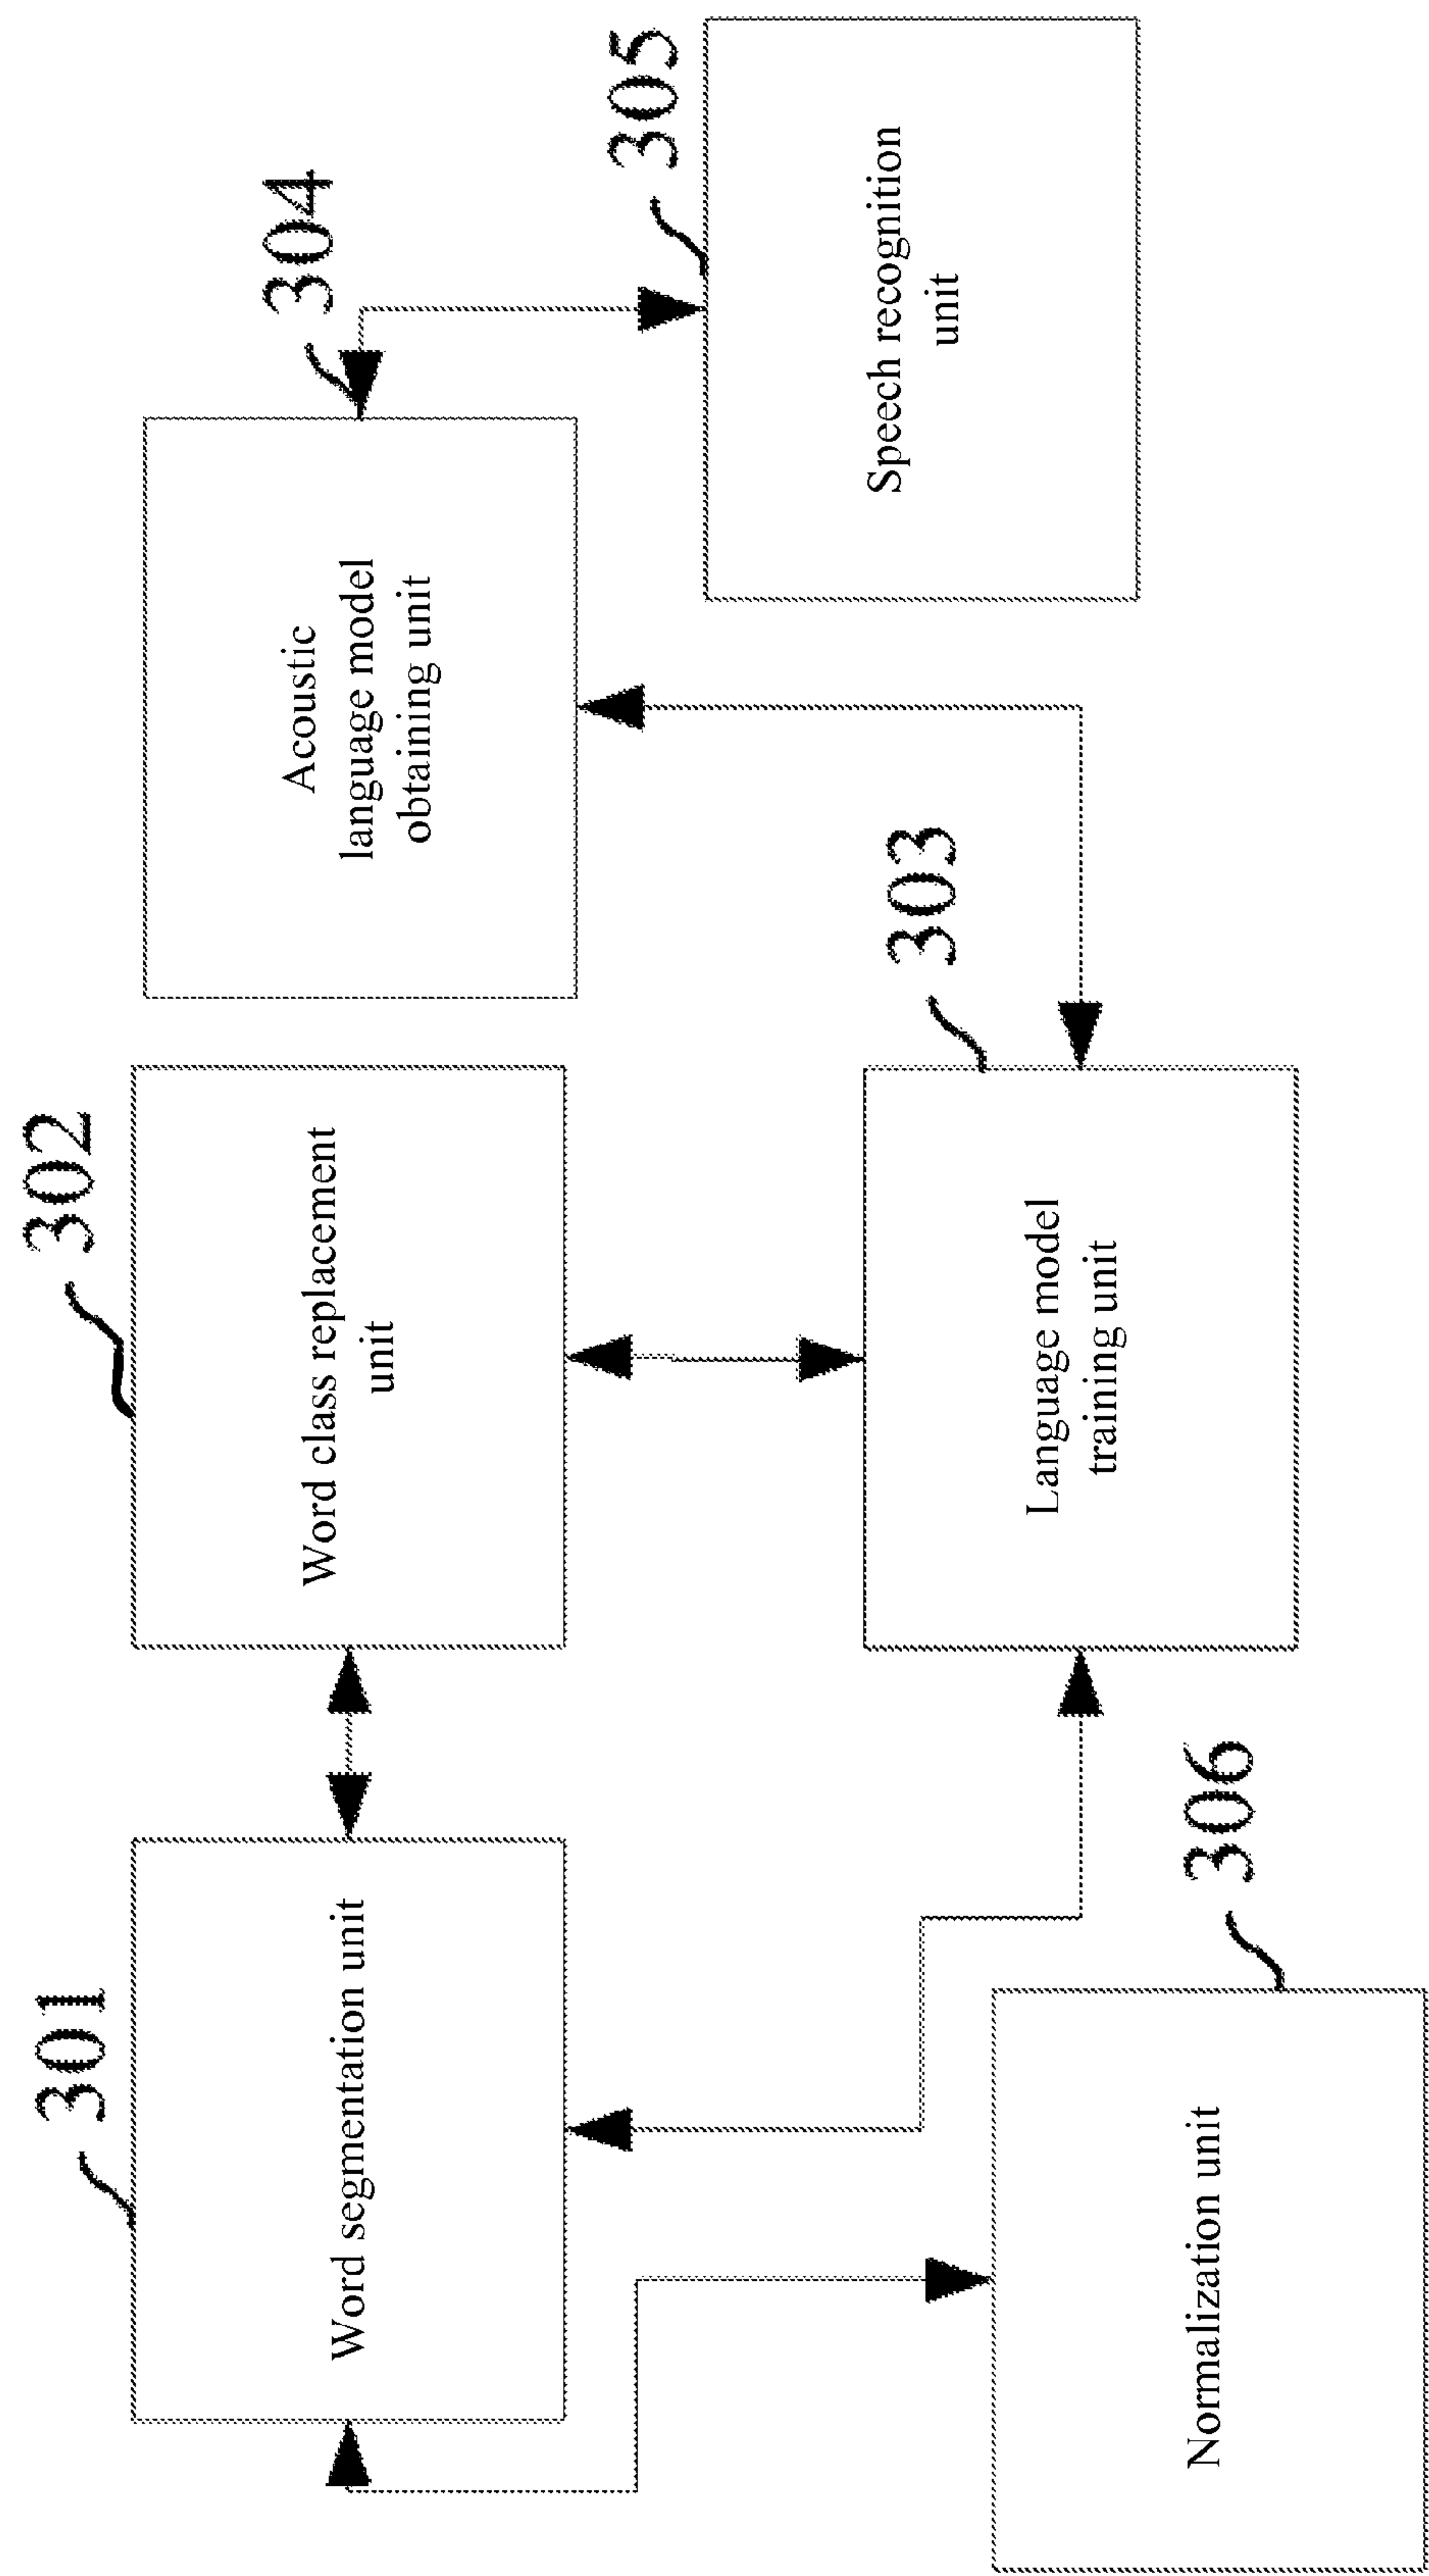 301
Word segmentation unit
302
Word class replacement
unit
304
Acoustic
language model
obtaining unit
305
Speech recognition
unit
303
Language model
training unit
306
Normalization unit